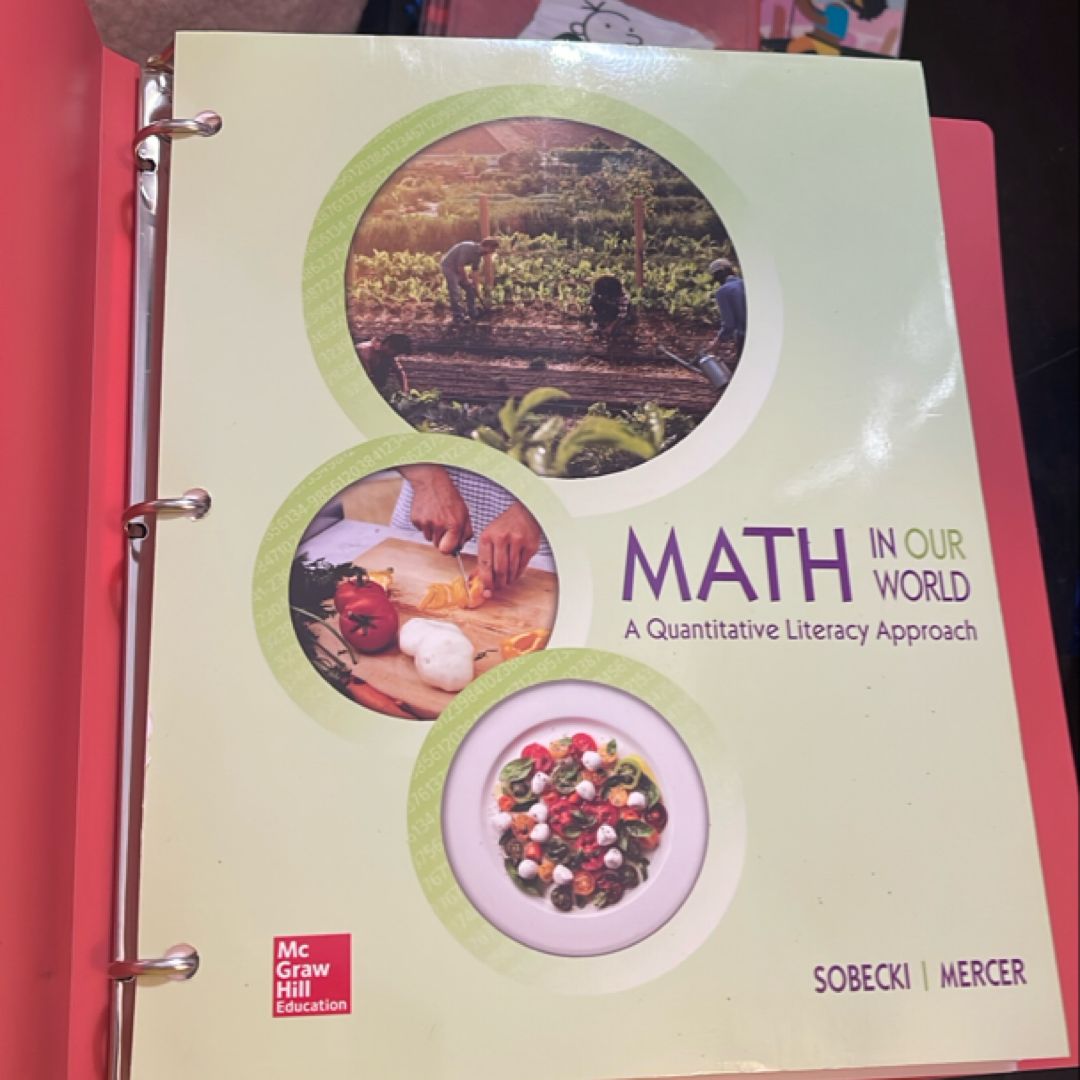 MATH IN OUR
WORLD
A Quantitative Literacy Approach
Mc
Graw
Hill
Education
SOBECKI | MERCER